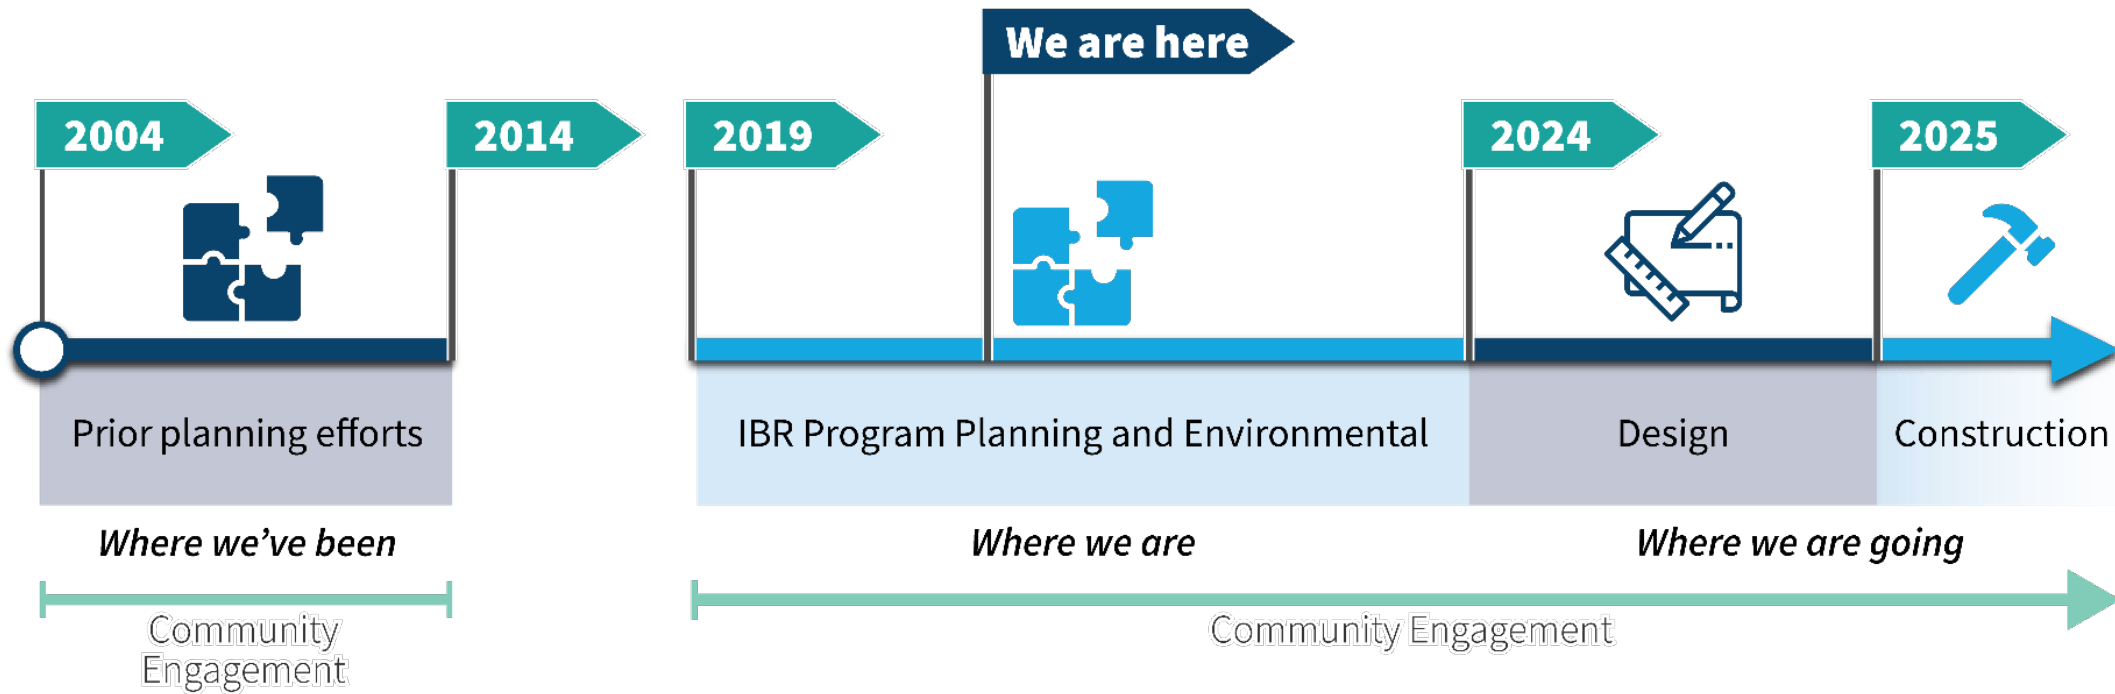 We are here
2004
2014
2019
2024
2025
Prior planning efforts
IBR Program Planning and Environmental
Design
Construction
Where we've been
Where we are
Where we are going
Community
Engagement
Community Engagement